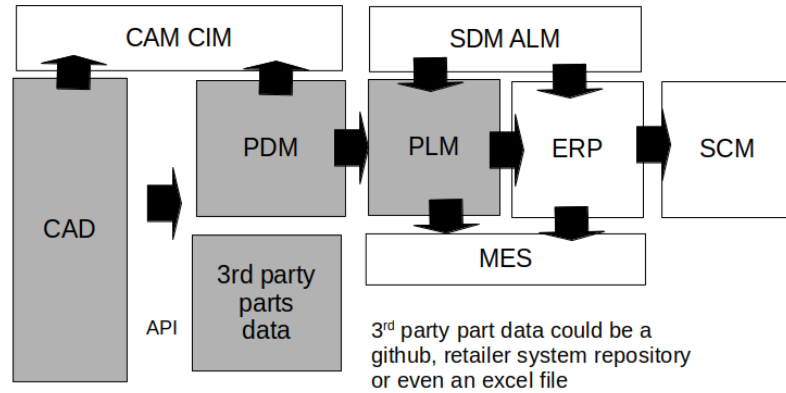 CAM CIM
SDM ALM
CAD
PDM
PLM
ERP
SCM
3rd party
parts
data
API
MES
3rd party part data could be a
github, retailer system repository
or even an excel file